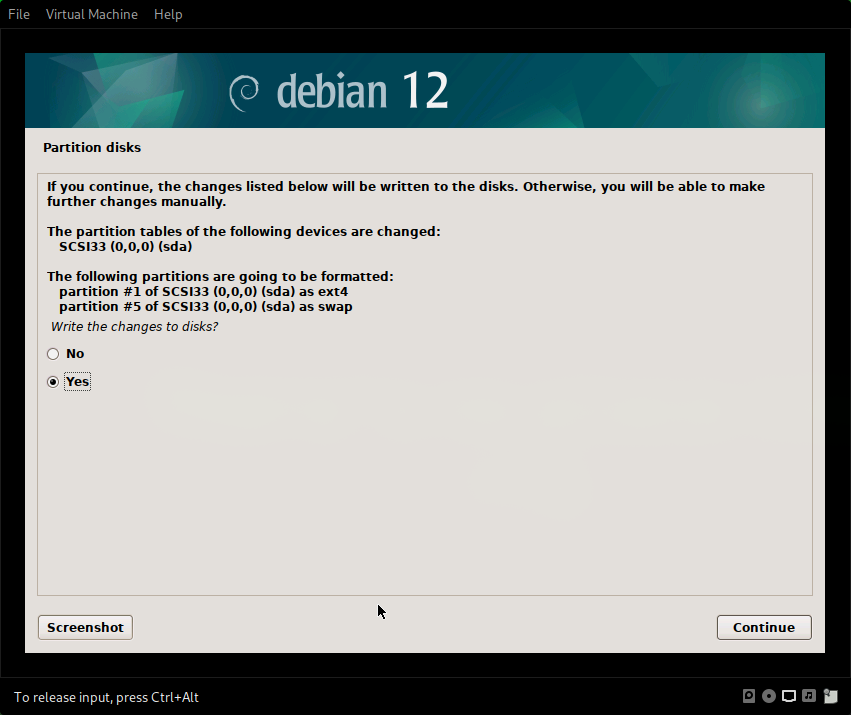 File Virtual Machine Help
debian 12
Partition disks
If you continue, the changes listed below will be written to the disks. Otherwise, you will be able to make
further changes manually.
The partition tables of the following devices are changed:
SCSI33 (0,0,0) (sda)
The following partitions are going to be formatted:
partition #1 of SCSI33 (0,0,0) (sda) as ext4
partition #5 of SCSI33 (0,0,0) (sda) as swap
Write the changes to disks?
No
Yes
Screenshot Continue
To release input, press Ctrl+Alt